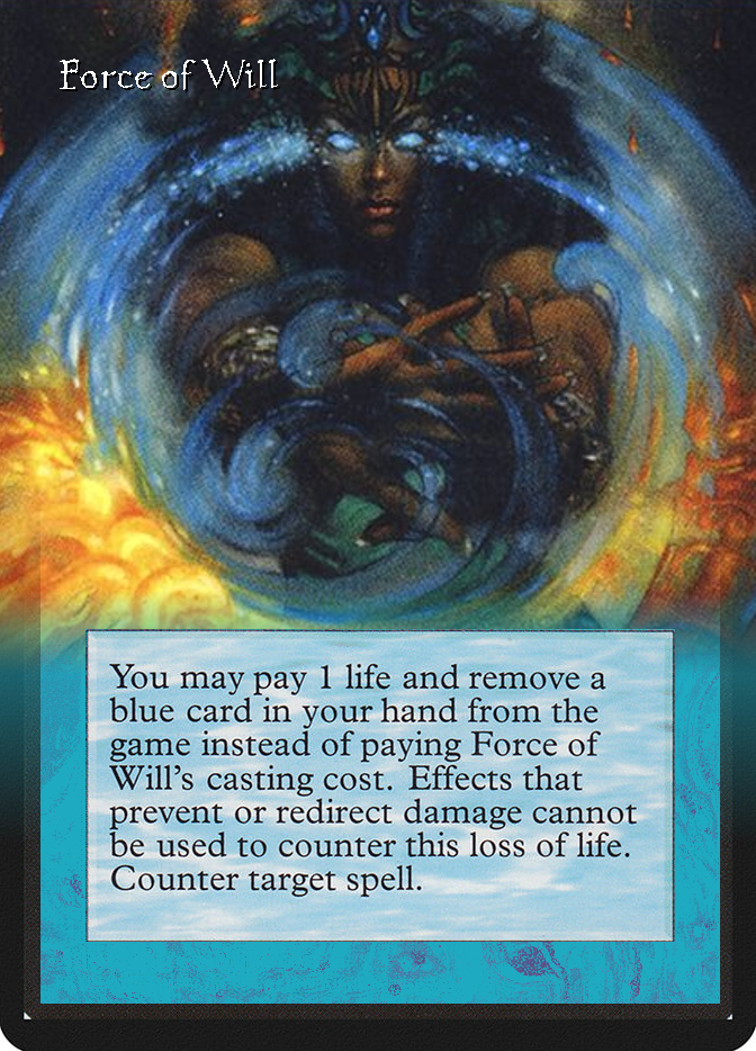 Force of Will
You may pay 1 life and remove a
blue card in your hand from the
game instead of paying Force of
Will's casting cost. Effects that
prevent or redirect damage cannot
be used to counter this loss of life.
Counter target spell.